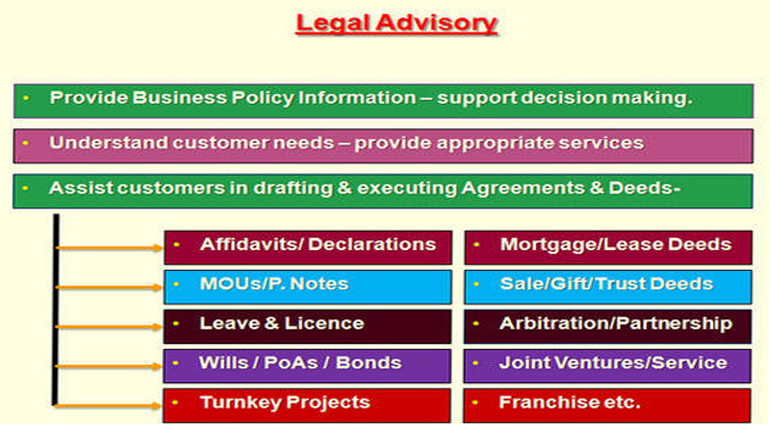 Legal Advisory
• Provide Business Policy Information – support decision making.
• Understand customer needs – provide appropriate services
• Assist customers in drafting & executing Agreements & Deeds-
• Affidavits/ Declarations
• Mortgage/Lease Deeds
• MOUs/P. Notes
• Sale/Gift/Trust Deeds
• Leave & Licence
• Arbitration/Partnership
• Wills / PoAs / Bonds
• Joint Ventures/Service
• Turnkey Projects
• Franchise etc.